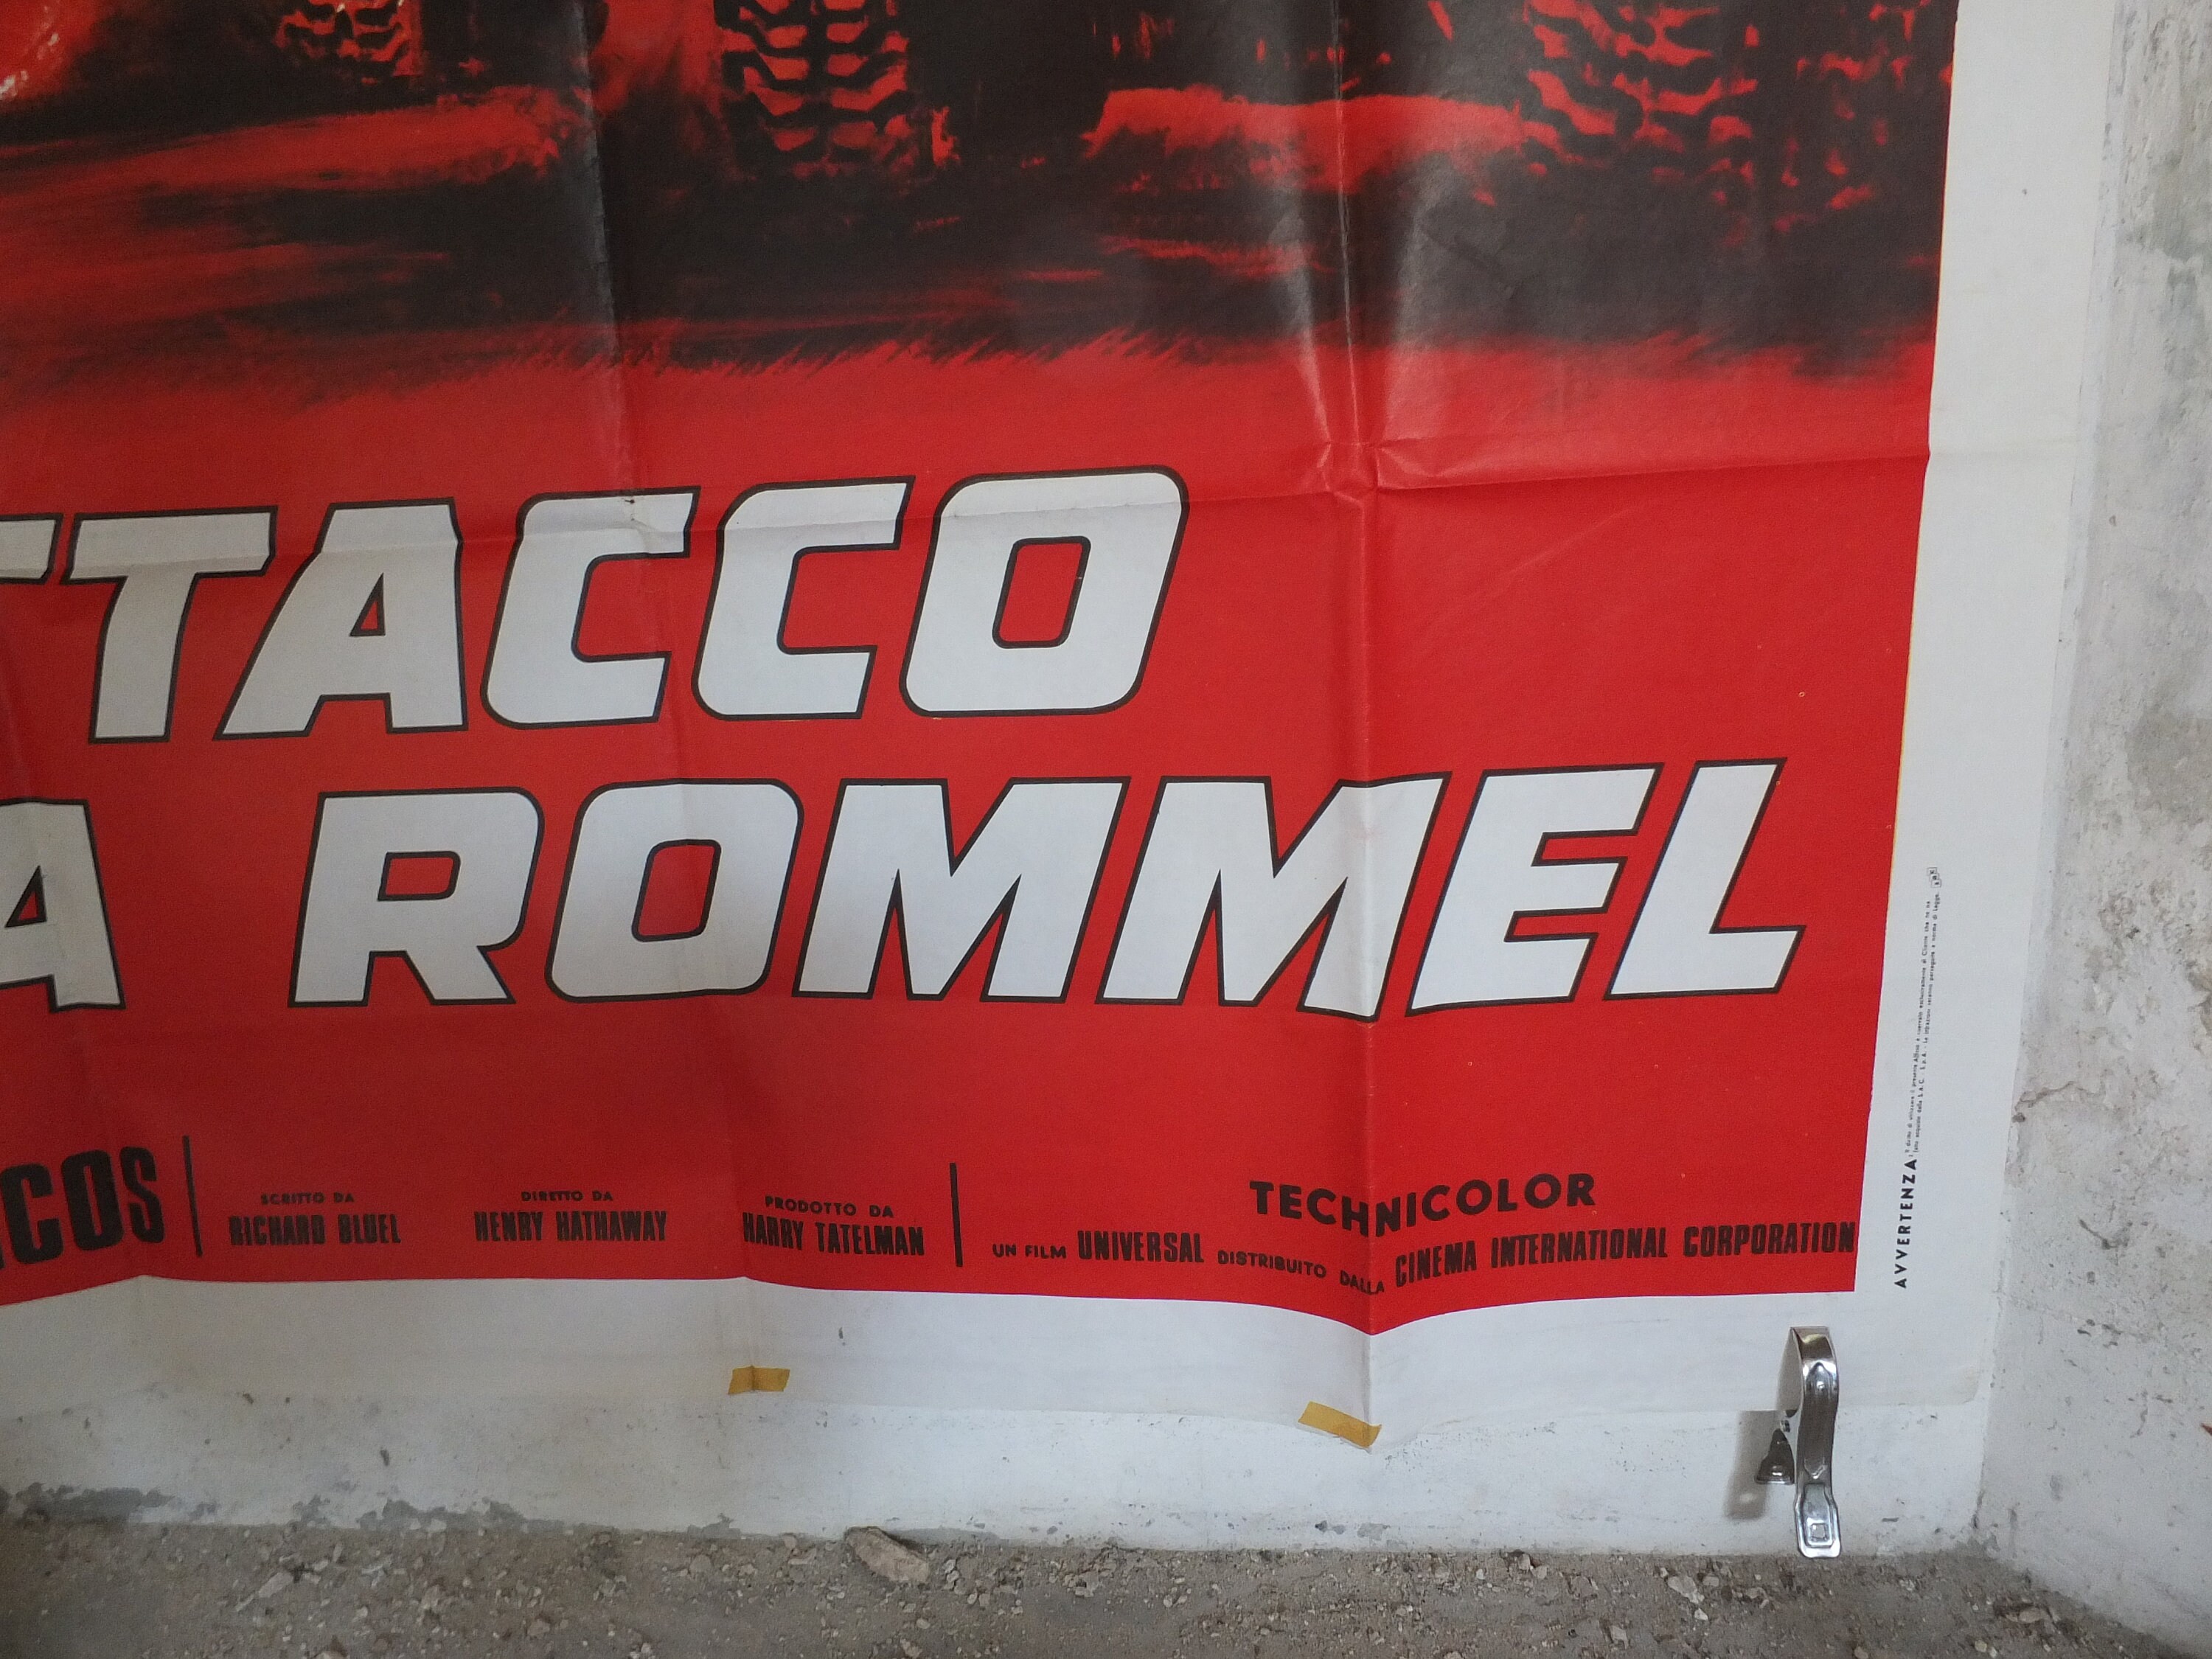 TTACCO
A ROMMEL
ICOS
SCRITTO DA
RICHARD BLUEL
DIRETTO DA
HENRY HATHAWAY
PRODOTTO DA
HARRY TATELMAN
TECHNICOLOR
UN FILM UNIVERSAL DISTRIBUITO DALLA CINEMA INTERNATIONAL CORPORATION
AVVERTENZA